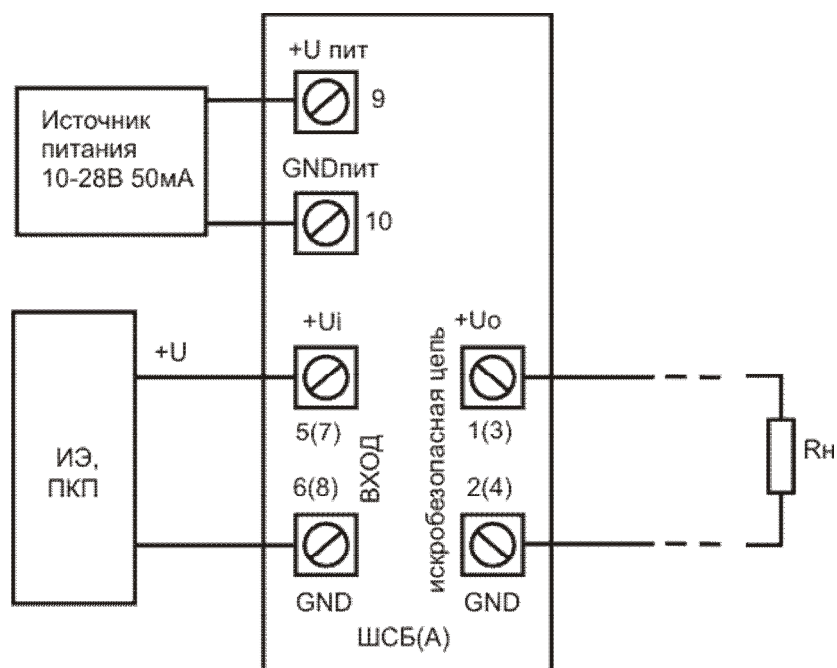 +U пит
9
Источник
питания
10-28В 50мА
GNDпит
10
+Ui
+Uo
+U
5(7)
1(3)
ИЭ,
ПКП
6(8)
2(4)
ВХОД
искробезопасная цепь
Rн
GND
GND
ШСБ(А)